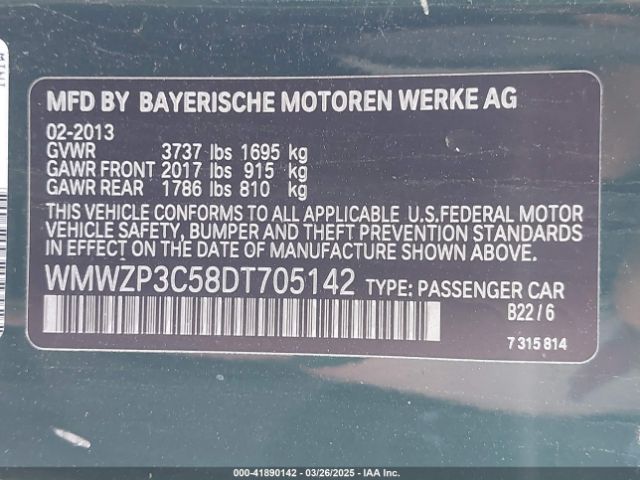 MFD BY BAYERISCHE MOTOREN WERKE AG
02-2013
GVWR 3737 lbs 1695 kg
GAWR FRONT 2017 lbs 915 kg
GAWR REAR 1786 lbs 810 kg
THIS VEHICLE CONFORMS TO ALL APPLICABLE U.S.FEDERAL MOTOR
VEHICLE SAFETY, BUMPER AND THEFT PREVENTION STANDARDS
IN EFFECT ON THE DATE OF MANUFACTURE SHOWN ABOVE.
WMWZP3C58DT705142 TYPE: PASSENGER CAR
B22/6
7 315 814
000-41890142 - 03/26/2025 - IAA Inc.